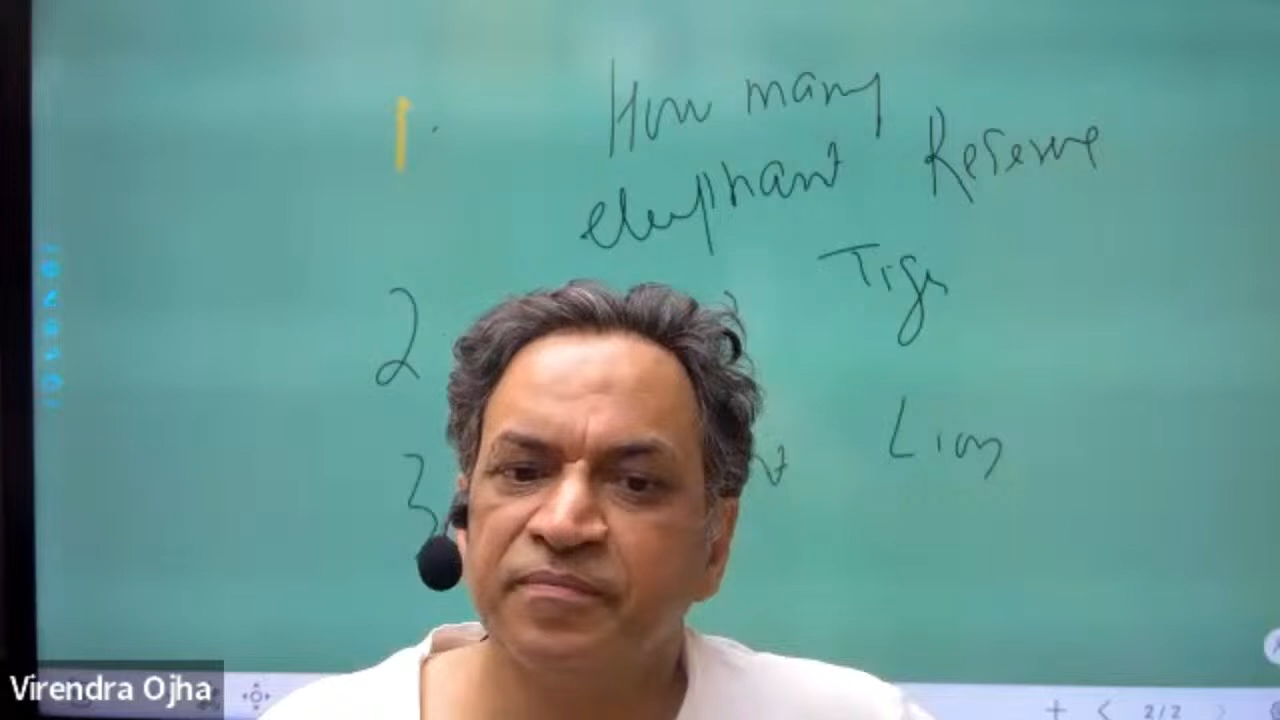 1.
How many
elephant Reserve
Tiger
2
Lion
3
Virendra Ojha
2/2